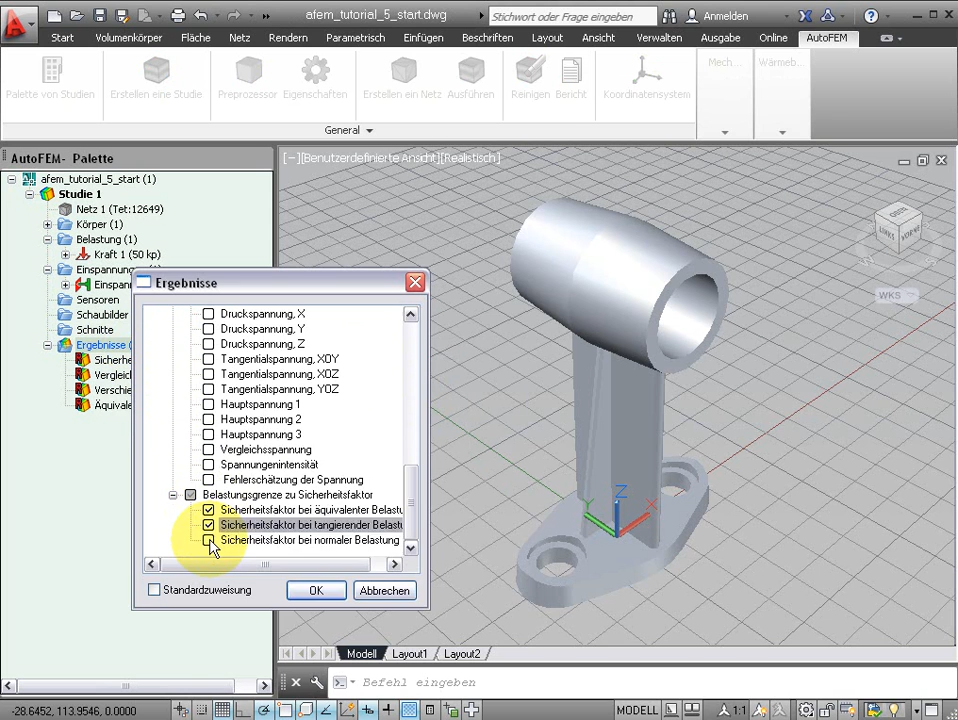 afem_tutorial_5_start.dwg
Stichwort oder Frage eingeben
Anmelden
Start
Volumenkörper
Fläche
Netz
Rendern
Parametrisch
Einfügen
Beschriften
Layout
Ansicht
Verwalten
Ausgabe
Online
AutoFEM
Palette von Studien
Erstellen eine Studie
Preprozessor
Eigenschaften
Erstellen ein Netz
Ausführen
Reinigen
Bericht
Koordinatensystem
Mech...
Wärmeb...
General
AutoFEM- Palette
[−][Benutzerdefinierte Ansicht][Realistisch]
afem_tutorial_5_start (1)
Studie 1
Netz 1 (Tet:12649)
Körper (1)
Belastung (1)
Kraft 1 (50 kp)
Einspannun
Einspan
Sensoren
Schaubilder
Schnitte
Ergebnisse (
Sicherhe
Vergleic
Verschie
Äquivale
Ergebnisse
Druckspannung, X
Druckspannung, Y
Druckspannung, Z
Tangentialspannung, XOY
Tangentialspannung, XOZ
Tangentialspannung, YOZ
Hauptspannung 1
Hauptspannung 2
Hauptspannung 3
Vergleichsspannung
Spannungenintensität
Fehlerschätzung der Spannung
Belastungsgrenze zu Sicherheitsfaktor
Sicherheitsfaktor bei äquivalenter Belastu
Sicherheitsfaktor bei tangierender Belastu
Sicherheitsfaktor bei normaler Belastung
Standardzuweisung
OK
Abbrechen
LINKS
VORNE
WKS
Z
Y
X
Modell
Layout1
Layout2
Befehl eingeben
-28.6452, 113.9546, 0.0000
MODELL
1:1